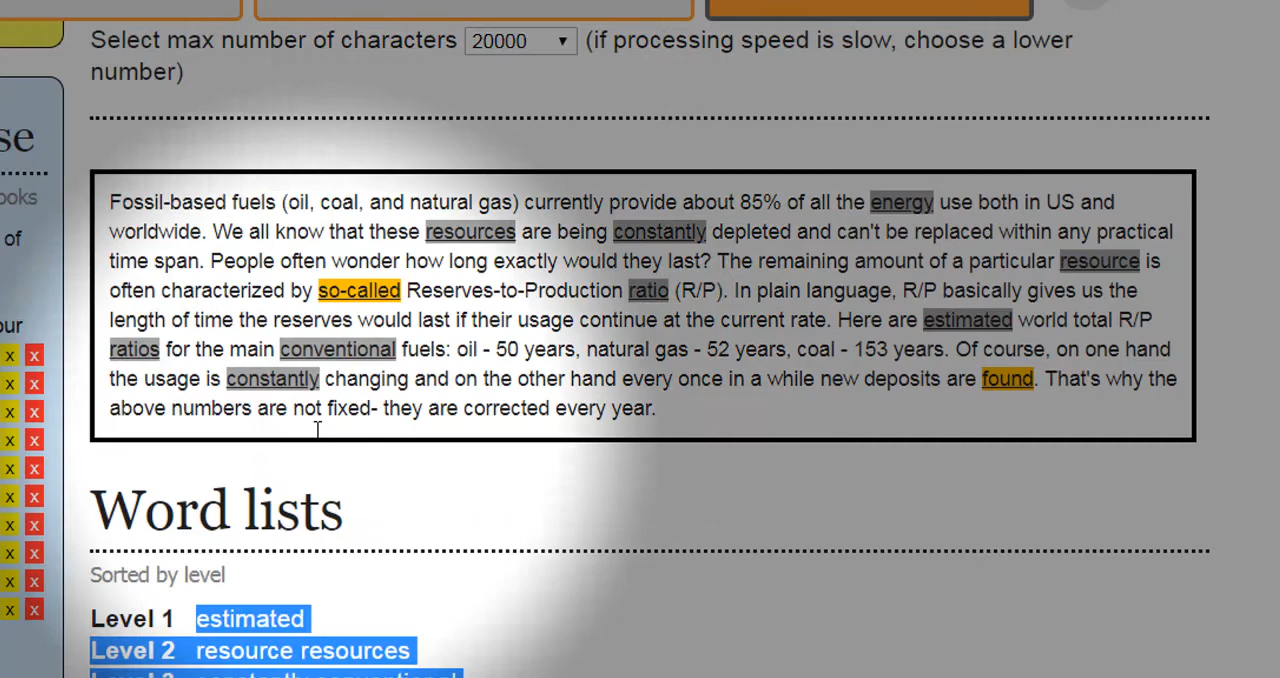 Select max number of characters 20000 ▼ (if processing speed is slow, choose a lower
number)
se
ooks
of
our
x x
x x
x x
x x
x x
x x
x x
x x
x x
x x
Fossil-based fuels (oil, coal, and natural gas) currently provide about 85% of all the energy use both in US and
worldwide. We all know that these resources are being constantly depleted and can't be replaced within any practical
time span. People often wonder how long exactly would they last? The remaining amount of a particular resource is
often characterized by so-called Reserves-to-Production ratio (R/P). In plain language, R/P basically gives us the
length of time the reserves would last if their usage continue at the current rate. Here are estimated world total R/P
ratios for the main conventional fuels: oil - 50 years, natural gas - 52 years, coal - 153 years. Of course, on one hand
the usage is constantly changing and on the other hand every once in a while new deposits are found. That's why the
above numbers are not fixed- they are corrected every year.
Word lists
Sorted by level
Level 1 estimated
Level 2 resource resources
Level 3 constantly conventional